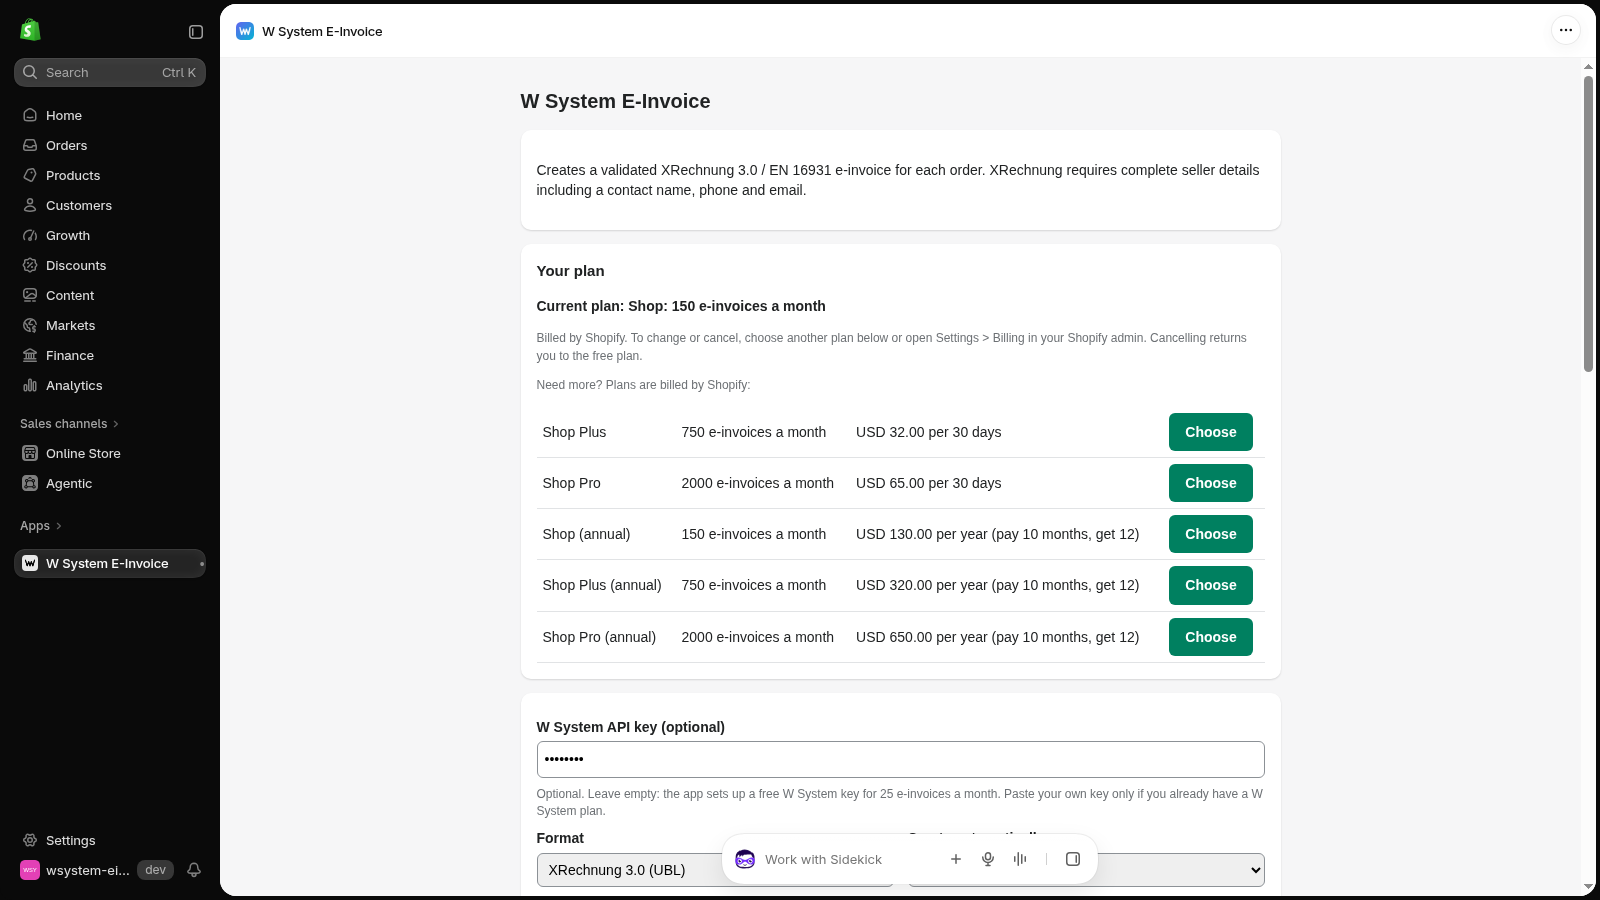 W System E-Invoice
Search Ctrl K
Home
Orders
Products
Customers
Growth
Discounts
Content
Markets
Finance
Analytics
Sales channels
Online Store
Agentic
Apps
W System E-Invoice
Settings
WSY
wsystem-ei... dev
W System E-Invoice
Creates a validated XRechnung 3.0 / EN 16931 e-invoice for each order. XRechnung requires complete seller details
including a contact name, phone and email.
Your plan
Current plan: Shop: 150 e-invoices a month
Billed by Shopify. To change or cancel, choose another plan below or open Settings > Billing in your Shopify admin. Cancelling returns
you to the free plan.
Need more? Plans are billed by Shopify:
Shop Plus 750 e-invoices a month USD 32.00 per 30 days Choose
Shop Pro 2000 e-invoices a month USD 65.00 per 30 days Choose
Shop (annual) 150 e-invoices a month USD 130.00 per year (pay 10 months, get 12) Choose
Shop Plus (annual) 750 e-invoices a month USD 320.00 per year (pay 10 months, get 12) Choose
Shop Pro (annual) 2000 e-invoices a month USD 650.00 per year (pay 10 months, get 12) Choose
W System API key (optional)
••••••••
Optional. Leave empty: the app sets up a free W System key for 25 e-invoices a month. Paste your own key only if you already have a W
System plan.
Format
XRechnung 3.0 (UBL)
Work with Sidekick